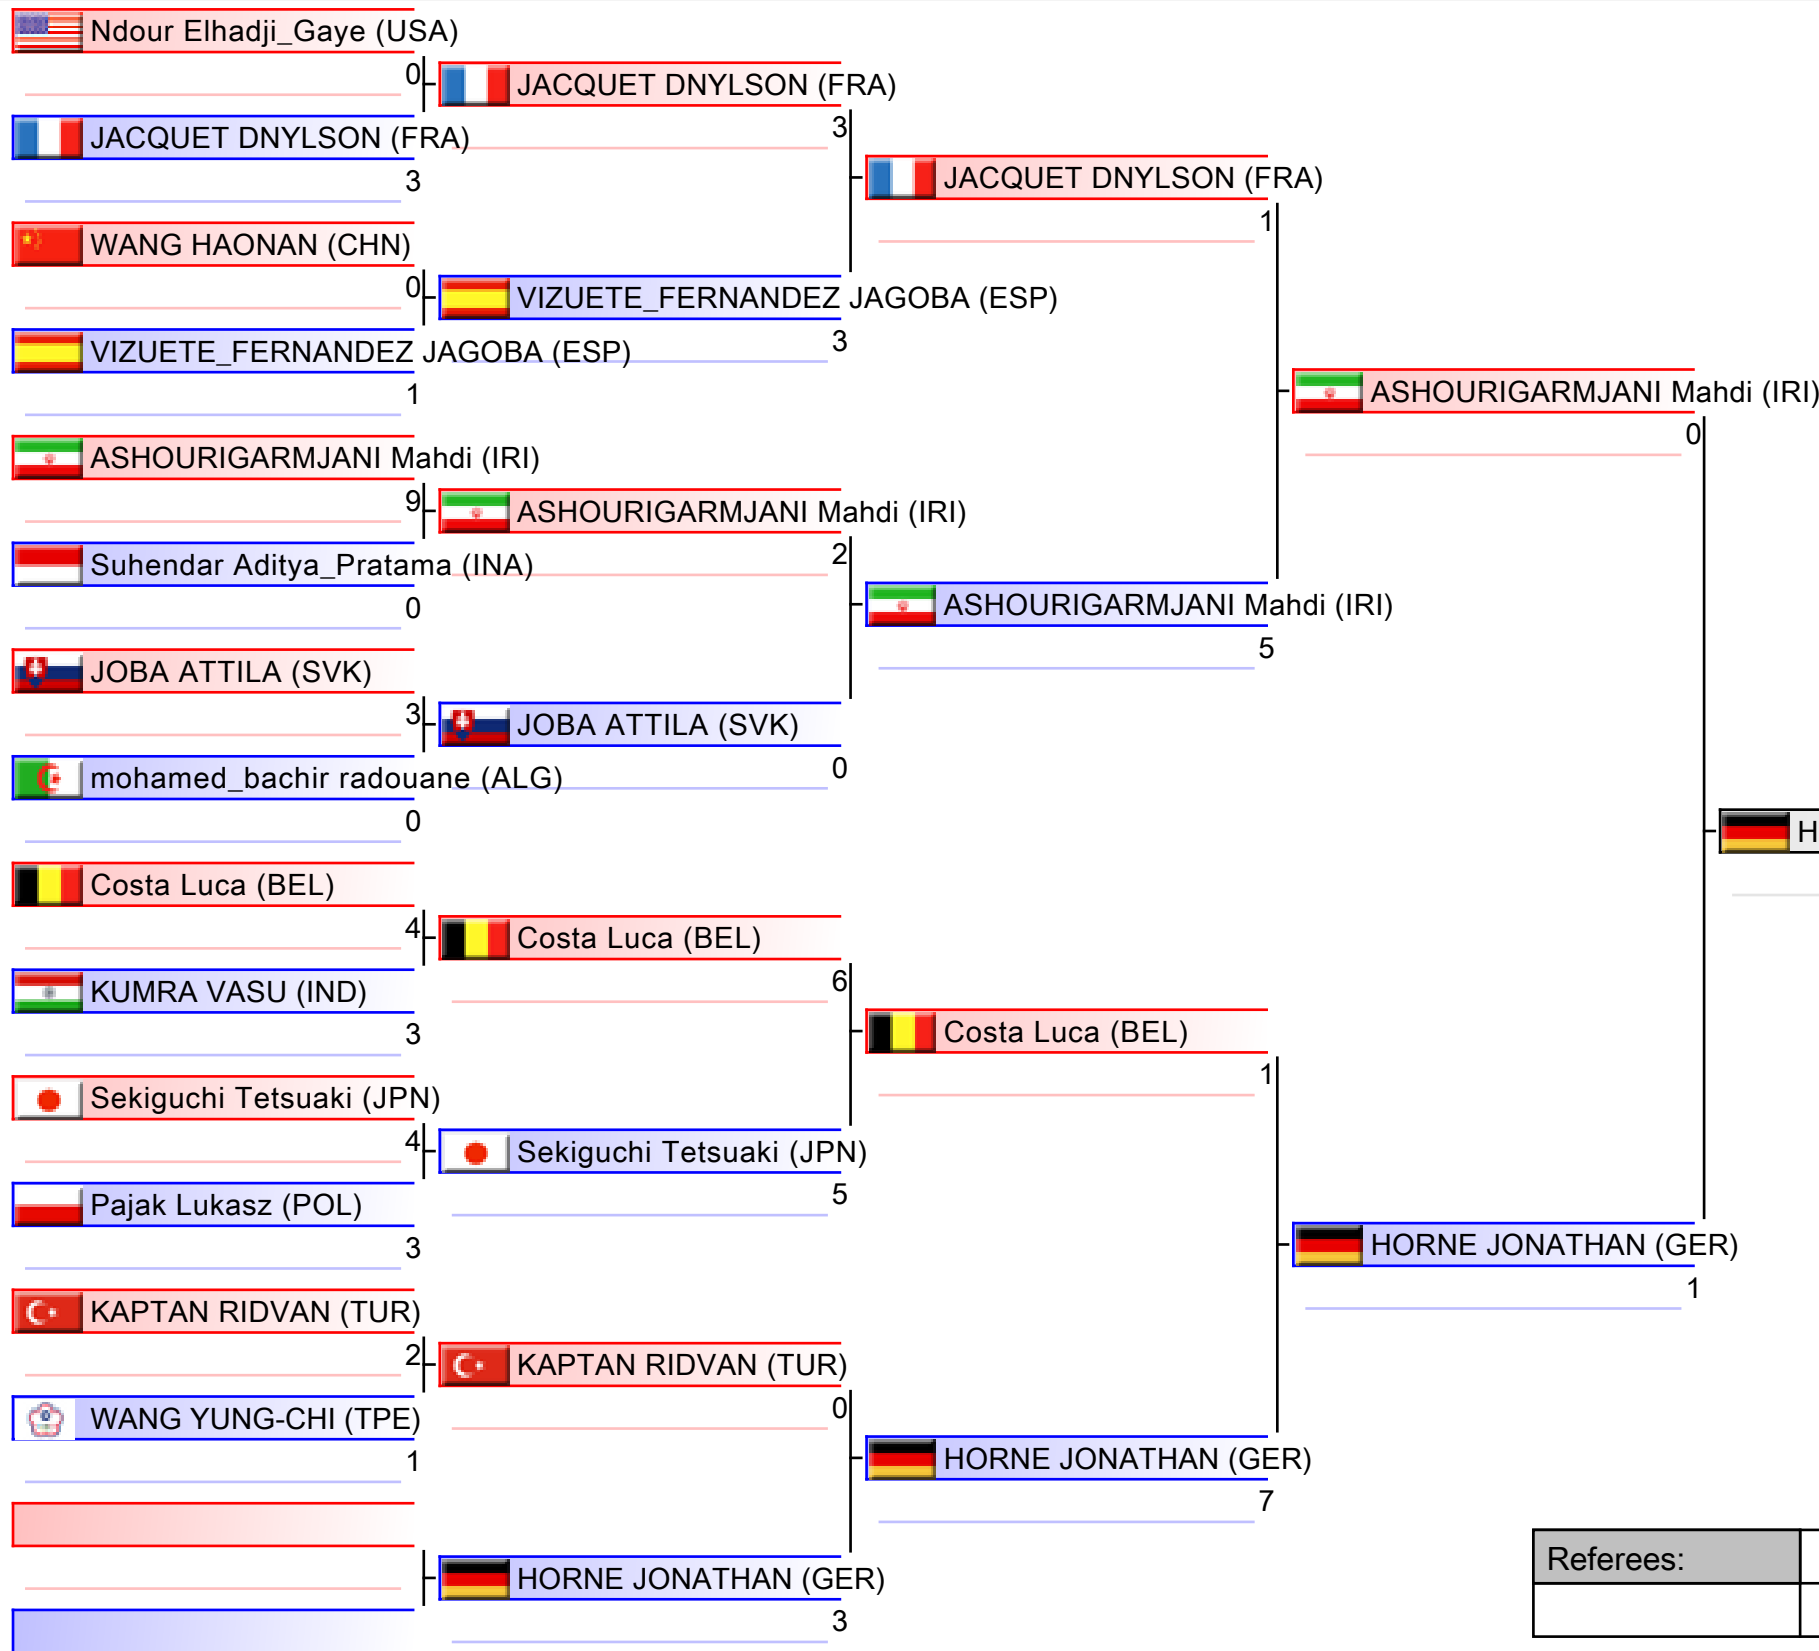 Ndour Elhadji_Gaye (USA)
0
JACQUET DNYLSON (FRA)
3
JACQUET DNYLSON (FRA)
3
JACQUET DNYLSON (FRA)
1
WANG HAONAN (CHN)
0
VIZUETE_FERNANDEZ JAGOBA (ESP)
3
VIZUETE_FERNANDEZ JAGOBA (ESP)
1
ASHOURIGARMJANI Mahdi (IRI)
0
ASHOURIGARMJANI Mahdi (IRI)
9
ASHOURIGARMJANI Mahdi (IRI)
2
Suhendar Aditya_Pratama (INA)
0
ASHOURIGARMJANI Mahdi (IRI)
5
JOBA ATTILA (SVK)
3
JOBA ATTILA (SVK)
0
mohamed_bachir radouane (ALG)
0
H
Costa Luca (BEL)
4
Costa Luca (BEL)
6
KUMRA VASU (IND)
3
Costa Luca (BEL)
1
Sekiguchi Tetsuaki (JPN)
4
Sekiguchi Tetsuaki (JPN)
5
Pajak Lukasz (POL)
3
HORNE JONATHAN (GER)
1
KAPTAN RIDVAN (TUR)
2
KAPTAN RIDVAN (TUR)
0
WANG YUNG-CHI (TPE)
1
HORNE JONATHAN (GER)
7
HORNE JONATHAN (GER)
3
Referees: